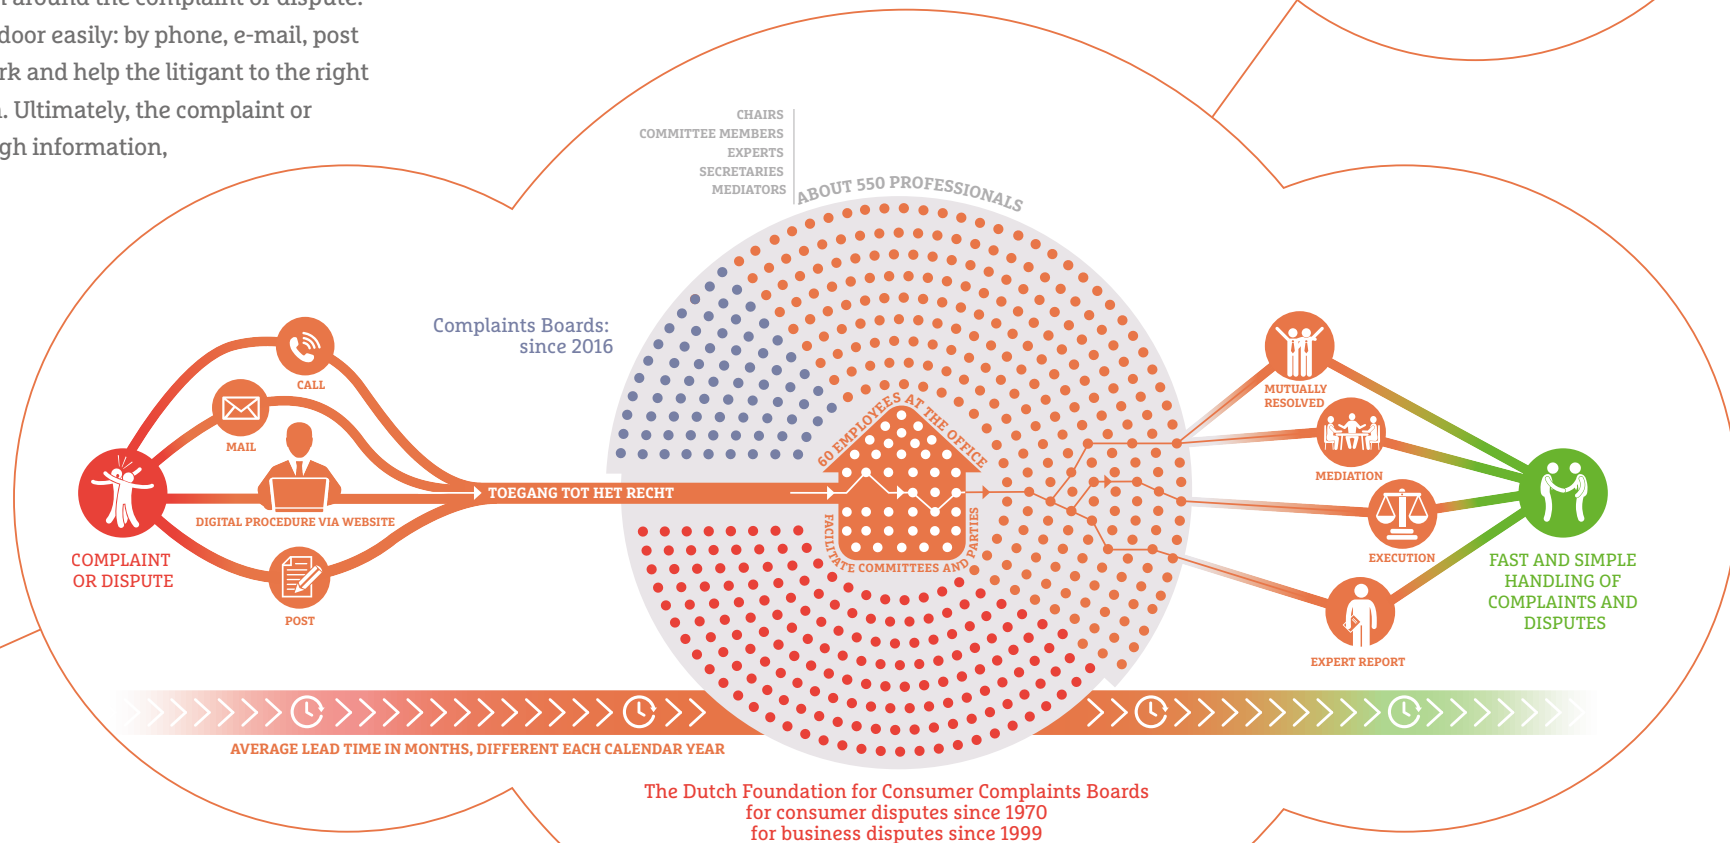 around the complaint or dispute.
door easily: by phone, e-mail, post
rk and help the litigant to the right
. Ultimately, the complaint or
gh information,
CHAIRS
COMMITTEE MEMBERS
EXPERTS
SECRETARIES
MEDIATORS
ABOUT 550 PROFESSIONALS
Complaints Boards:
since 2016
CALL
MAIL
DIGITAL PROCEDURE VIA WEBSITE
POST
COMPLAINT
OR DISPUTE
TOEGANG TOT HET RECHT
60 EMPLOYEES AT THE OFFICE
FACILITATE COMMITTEES AND PARTIES
MUTUALLY
RESOLVED
MEDIATION
EXECUTION
EXPERT REPORT
FAST AND SIMPLE
HANDLING OF
COMPLAINTS AND
DISPUTES
AVERAGE LEAD TIME IN MONTHS, DIFFERENT EACH CALENDAR YEAR
The Dutch Foundation for Consumer Complaints Boards
for consumer disputes since 1970
for business disputes since 1999